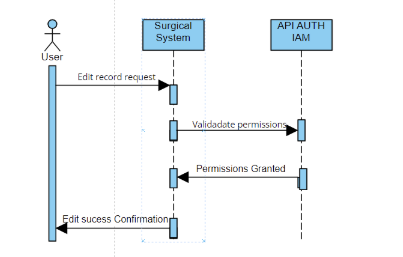 Surgical
System
API AUTH
IAM
User
Edit record request
Validadate permissions
Permissions Granted
Edit sucess Confirmation